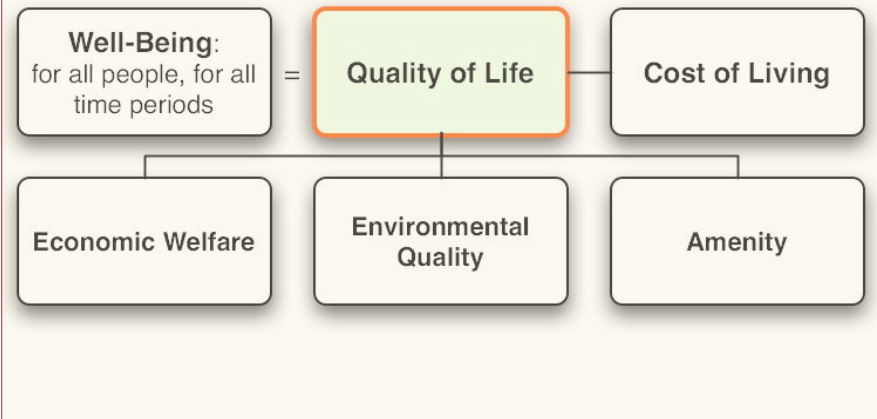 Well-Being:
for all people, for all
time periods
=
Quality of Life
Cost of Living
Economic Welfare
Environmental
Quality
Amenity